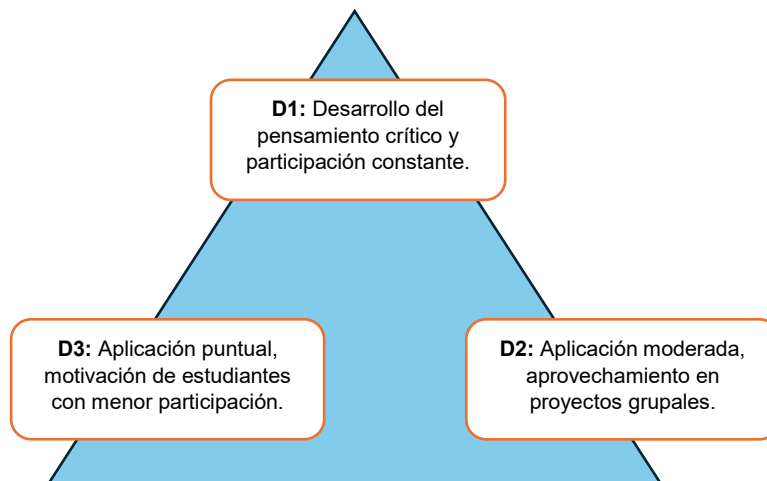 D1: Desarrollo del
pensamiento crítico y
participación constante.
D3: Aplicación puntual,
motivación de estudiantes
con menor participación.
D2: Aplicación moderada,
aprovechamiento en
proyectos grupales.